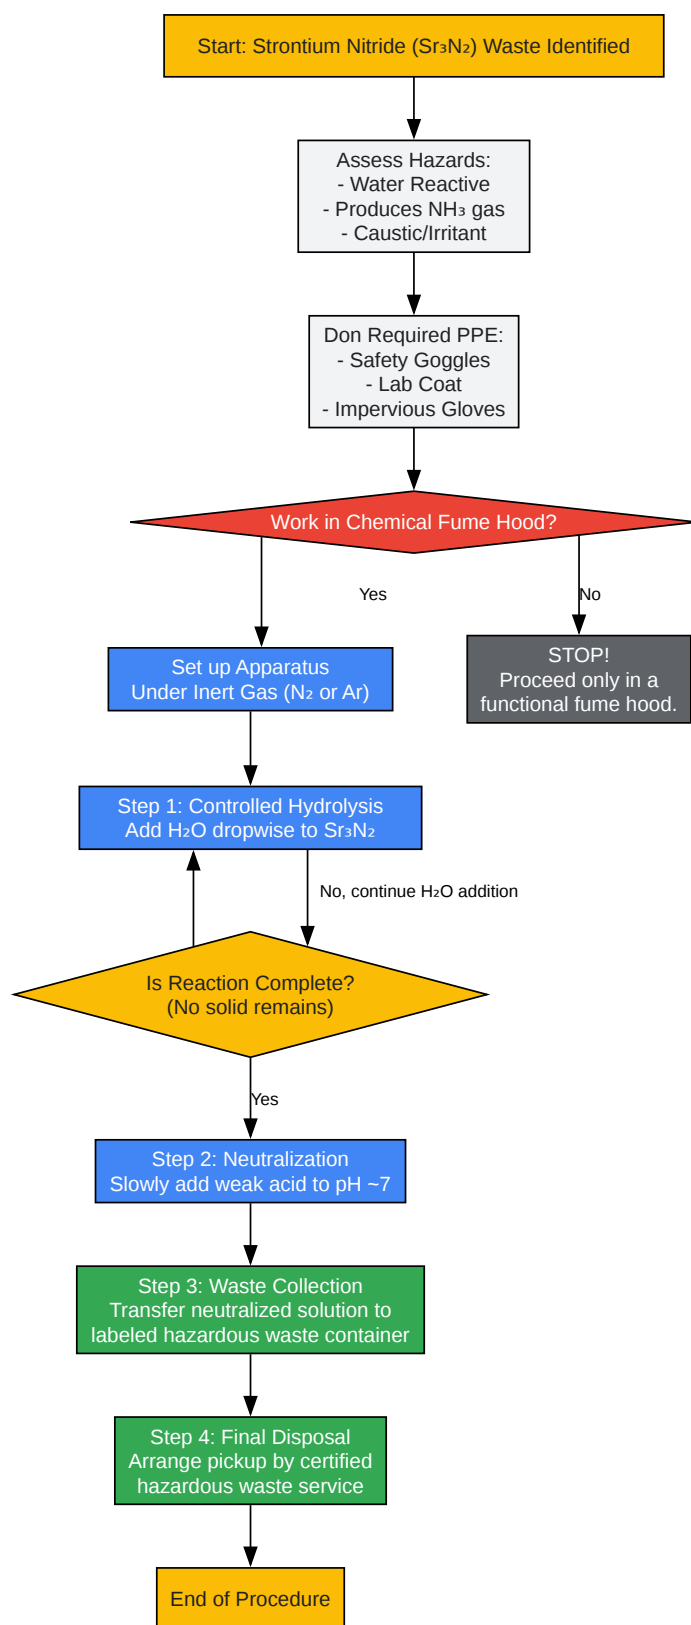 Start: Strontium Nitride (Sr₃N₂) Waste Identified
Assess Hazards:
- Water Reactive
- Produces NH₃ gas
- Caustic/Irritant
Don Required PPE:
- Safety Goggles
- Lab Coat
- Impervious Gloves
Work in Chemical Fume Hood?
Yes
No
Set up Apparatus
Under Inert Gas (N₂ or Ar)
STOP!
Proceed only in a
functional fume hood.
Step 1: Controlled Hydrolysis
Add H₂O dropwise to Sr₃N₂
No, continue H₂O addition
Is Reaction Complete?
(No solid remains)
Yes
Step 2: Neutralization
Slowly add weak acid to pH ~7
Step 3: Waste Collection
Transfer neutralized solution to
labeled hazardous waste container
Step 4: Final Disposal
Arrange pickup by certified
hazardous waste service
End of Procedure